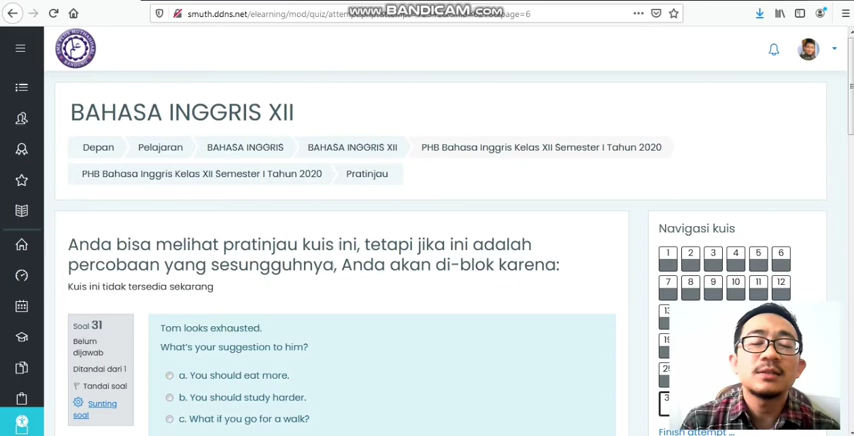 smuth.ddns.net/elearning/mod/quiz/attem
page=6
www.BANDICAM.com
BAHASA INGGRIS XII
Depan
Pelajaran
BAHASA INGGRIS
BAHASA INGGRIS XII
PHB Bahasa Inggris Kelas XII Semester I Tahun 2020
PHB Bahasa Inggris Kelas XII Semester I Tahun 2020
Pratinjau
Anda bisa melihat pratinjau kuis ini, tetapi jika ini adalah
percobaan yang sesungguhnya, Anda akan di-blok karena:
Kuis ini tidak tersedia sekarang
Soal 31
Belum
dijawab
Ditandai dari 1
Tandai soal
Sunting
soal
Tom looks exhausted.
What's your suggestion to him?
a. You should eat more.
b. You should study harder.
c. What if you go for a walk?
Navigasi kuis
1 2 3 4 5 6
7 8 9 10 11 12
Finish attempt ...